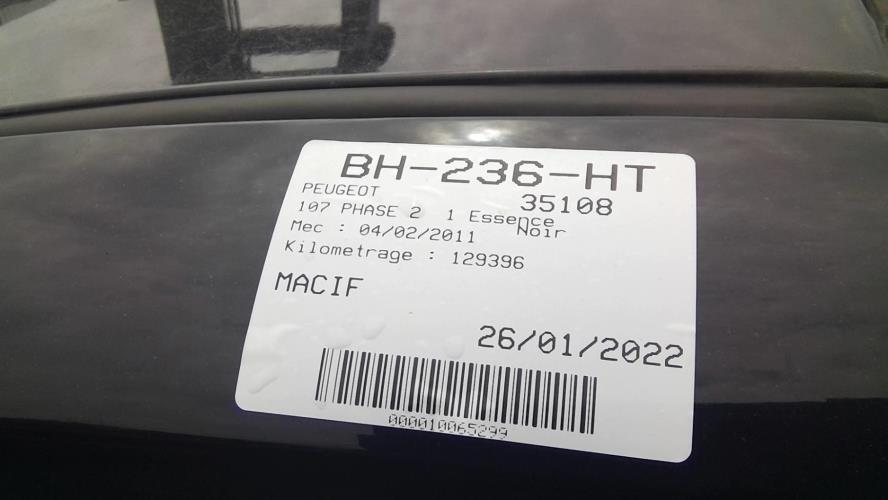 BH-236-HT
PEUGEOT 35108
107 PHASE 2 1 Essence
Mec : 04/02/2011 Noir
Kilometrage : 129396
MACIF
26/01/2022
000010065299